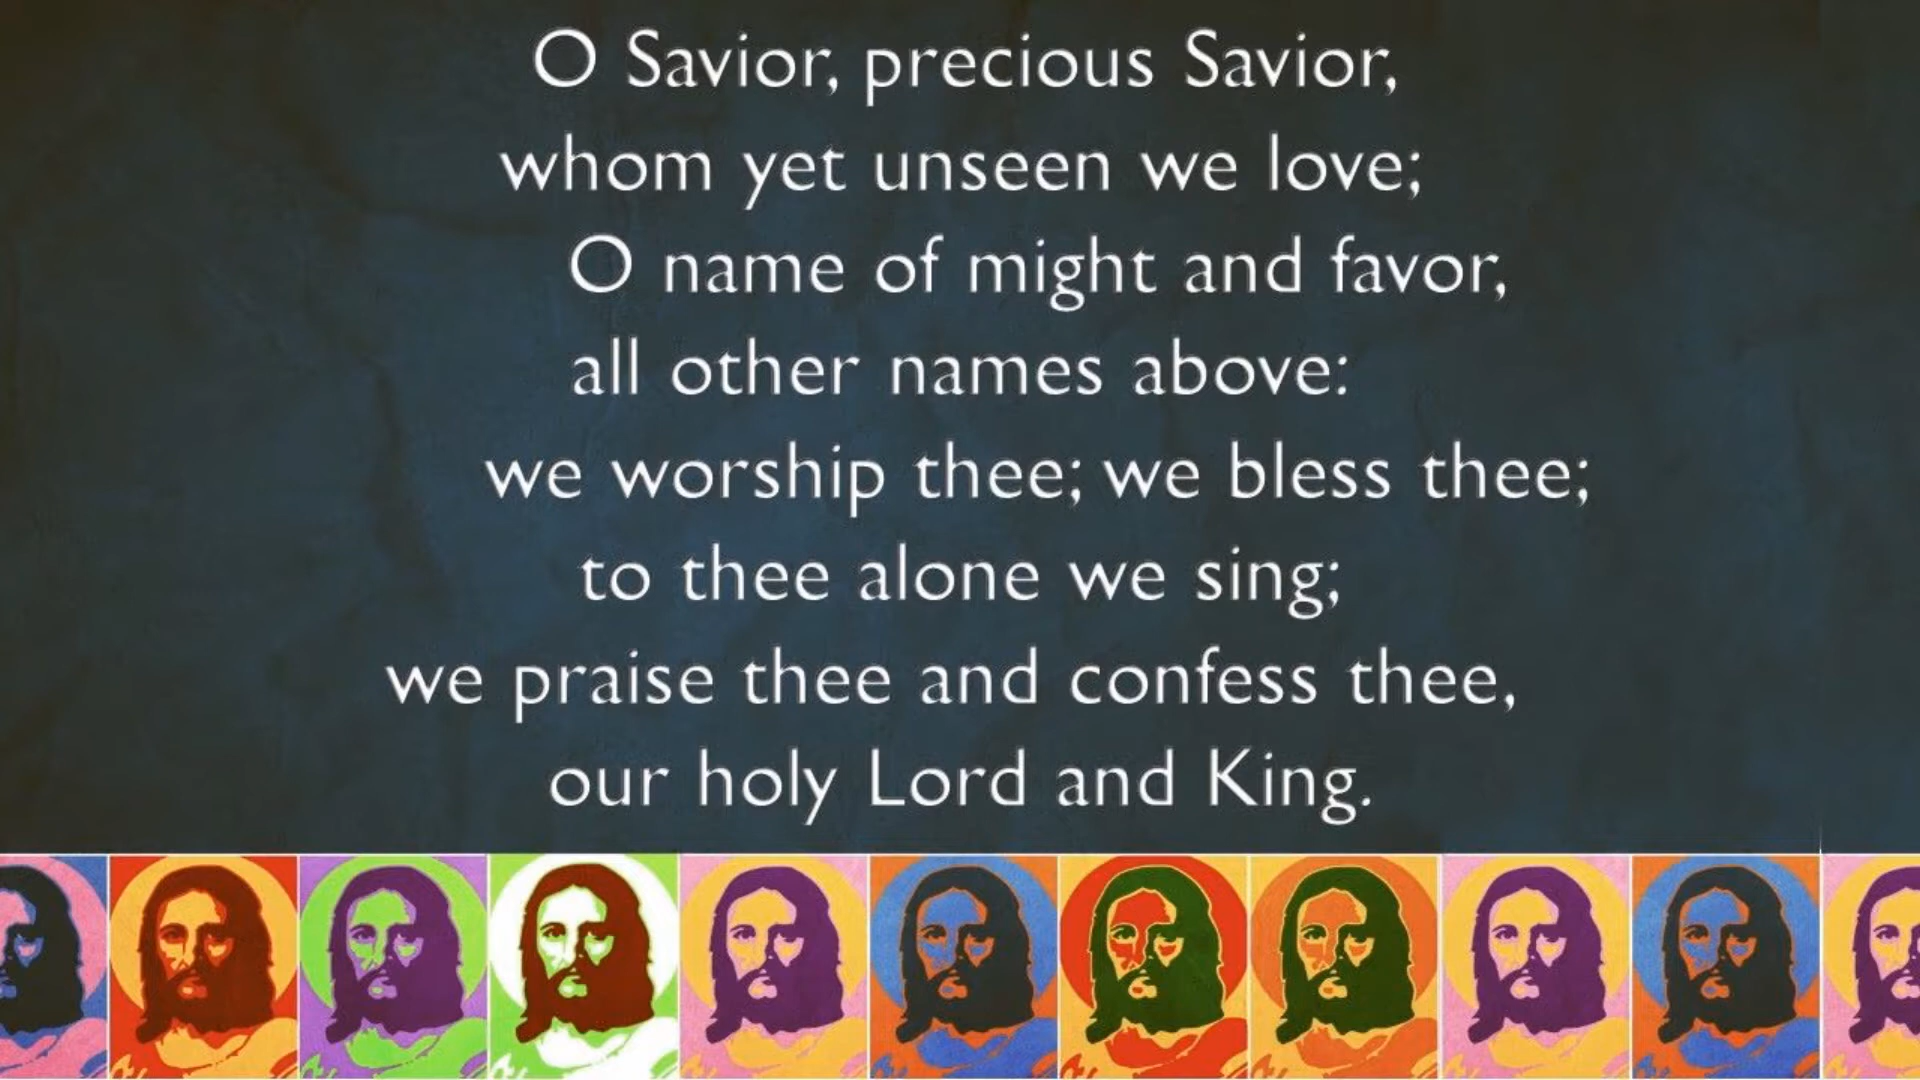 O Savior, precious Savior,
whom yet unseen we love;
O name of might and favor,
all other names above:
we worship thee; we bless thee;
to thee alone we sing;
we praise thee and confess thee,
our holy Lord and King.